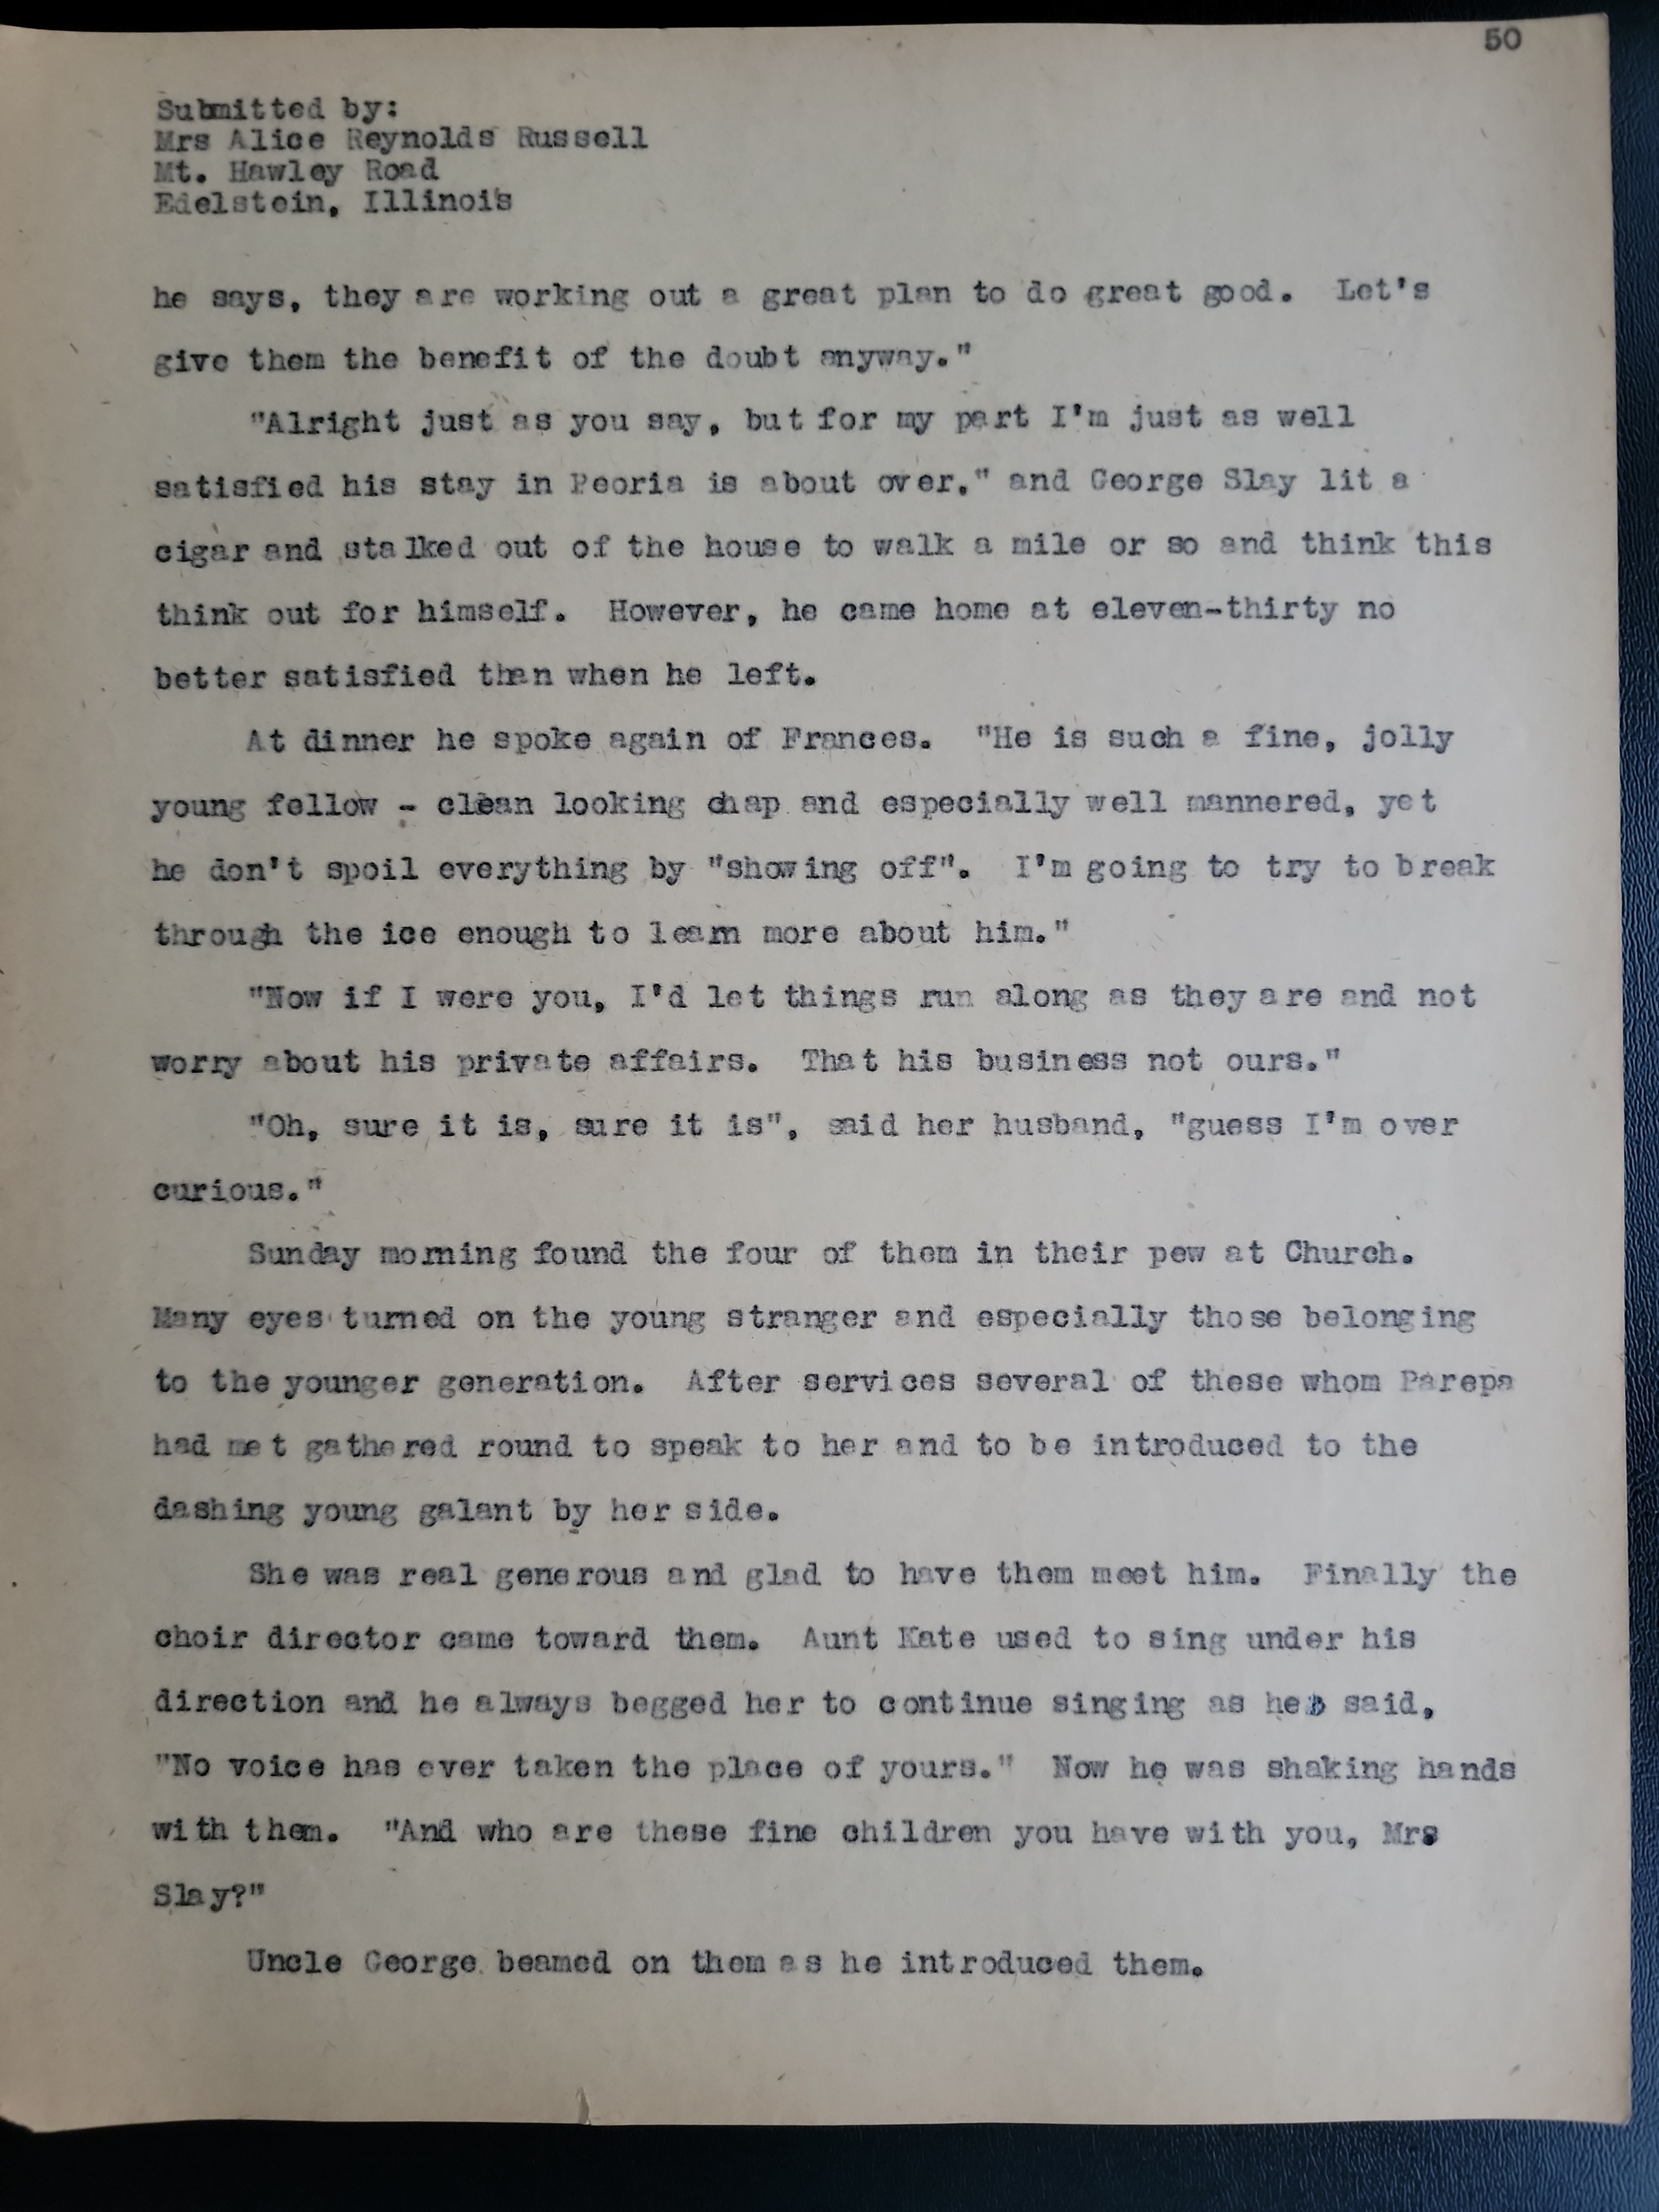 50
Submitted by:
Mrs Alice Reynolds Russell
Mt. Hawley Road
Edelstein, Illinois
he says, they are working out a great plan to do great good.  Let's
give them the benefit of the doubt anyway."
"Alright just as you say, but for my part I'm just as well
satisfied his stay in Peoria is about over," and George Slay lit a
cigar and stalked out of the house to walk a mile or so and think this
think out for himself.  However, he came home at eleven-thirty no
better satisfied than when he left.
At dinner he spoke again of Frances.  "He is such a fine, jolly
young fellow - clean looking chap and especially well mannered, yet
he don't spoil everything by "showing off".  I'm going to try to break
through the ice enough to learn more about him."
"Now if I were you, I'd let things run along as they are and not
worry about his private affairs.  That his business not ours."
"Oh, sure it is, sure it is", said her husband, "guess I'm over
curious."
Sunday morning found the four of them in their pew at Church.
Many eyes turned on the young stranger and especially those belonging
to the younger generation.  After services several of these whom Parepa
had met gathered round to speak to her and to be introduced to the
dashing young galant by her side.
She was real generous and glad to have them meet him.  Finally the
choir director came toward them.  Aunt Kate used to sing under his
direction and he always begged her to continue singing as he said,
"No voice has ever taken the place of yours."  Now he was shaking hands
with them.  "And who are these fine children you have with you, Mrs
Slay?"
Uncle George beamed on them as he introduced them.